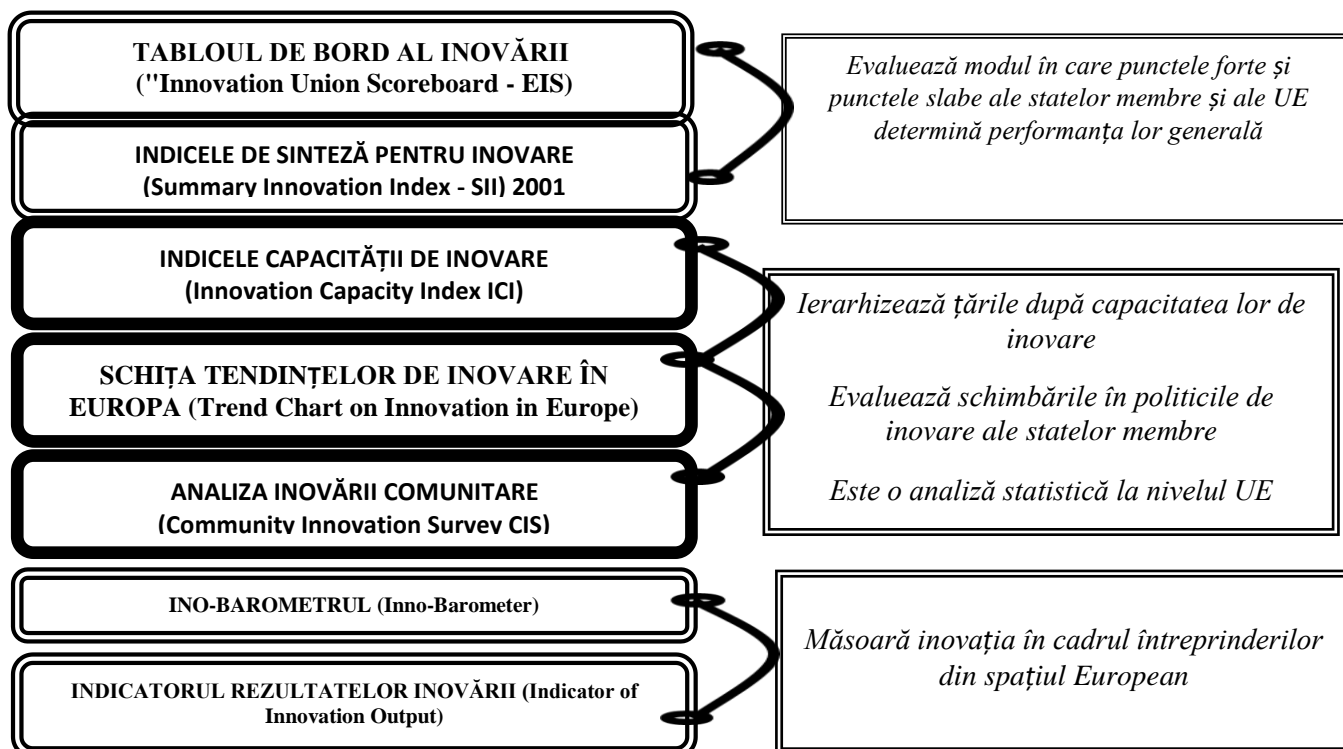 TABLOUL DE BORD AL INOVĂRII
("Innovation Union Scoreboard - EIS)
Evaluează modul în care punctele forte și
punctele slabe ale statelor membre și ale UE
determină performanța lor generală
INDICELE DE SINTEZĂ PENTRU INOVARE
(Summary Innovation Index - SII) 2001
INDICELE CAPACITĂȚII DE INOVARE
(Innovation Capacity Index ICI)
SCHIȚA TENDINȚELOR DE INOVARE ÎN
EUROPA (Trend Chart on Innovation in Europe)
ANALIZA INOVĂRII COMUNITARE
(Community Innovation Survey CIS)
Ierarhizează țările după capacitatea lor de
inovare
Evaluează schimbările în politicile de
inovare ale statelor membre
Este o analiză statistică la nivelul UE
INO-BAROMETRUL (Inno-Barometer)
INDICATORUL REZULTATELOR INOVĂRII (Indicator of
Innovation Output)
Măsoară inovația în cadrul întreprinderilor
din spațiul European